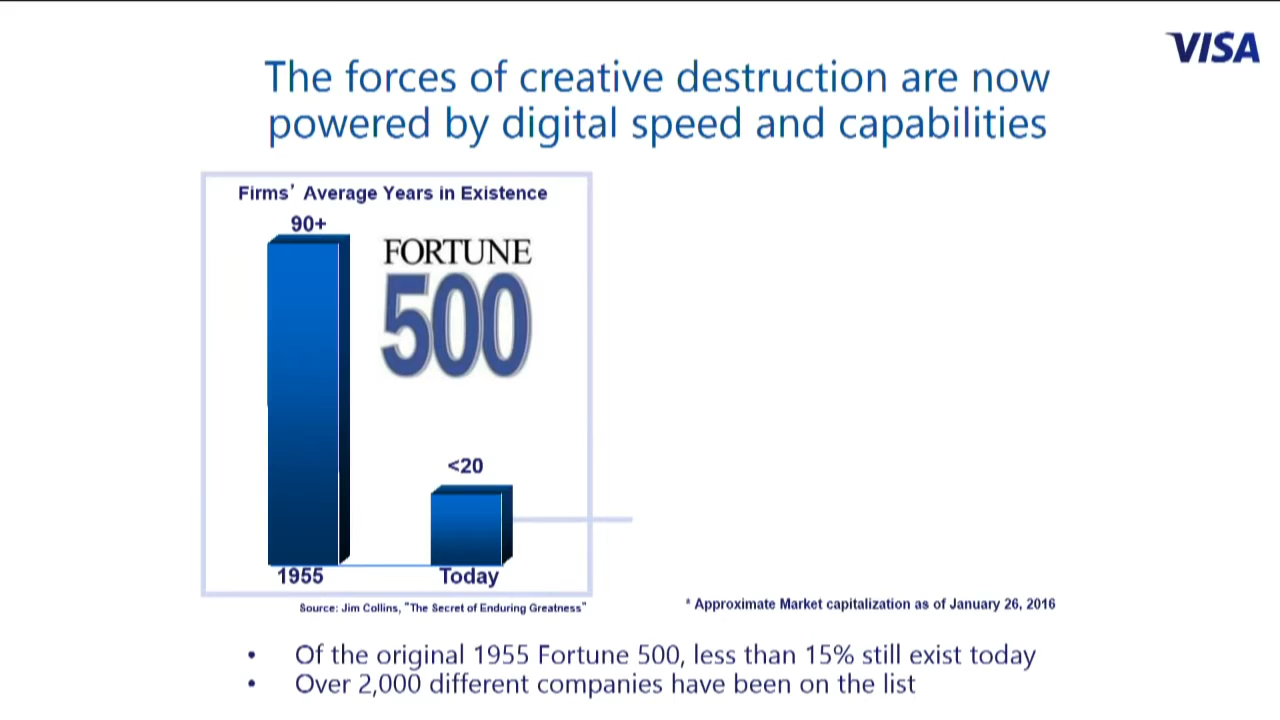 VISA
The forces of creative destruction are now
powered by digital speed and capabilities
Firms' Average Years in Existence
90+
FORTUNE
500
<20
1955
Today
Source: Jim Collins, "The Secret of Enduring Greatness"
* Approximate Market capitalization as of January 26, 2016
• Of the original 1955 Fortune 500, less than 15% still exist today
• Over 2,000 different companies have been on the list